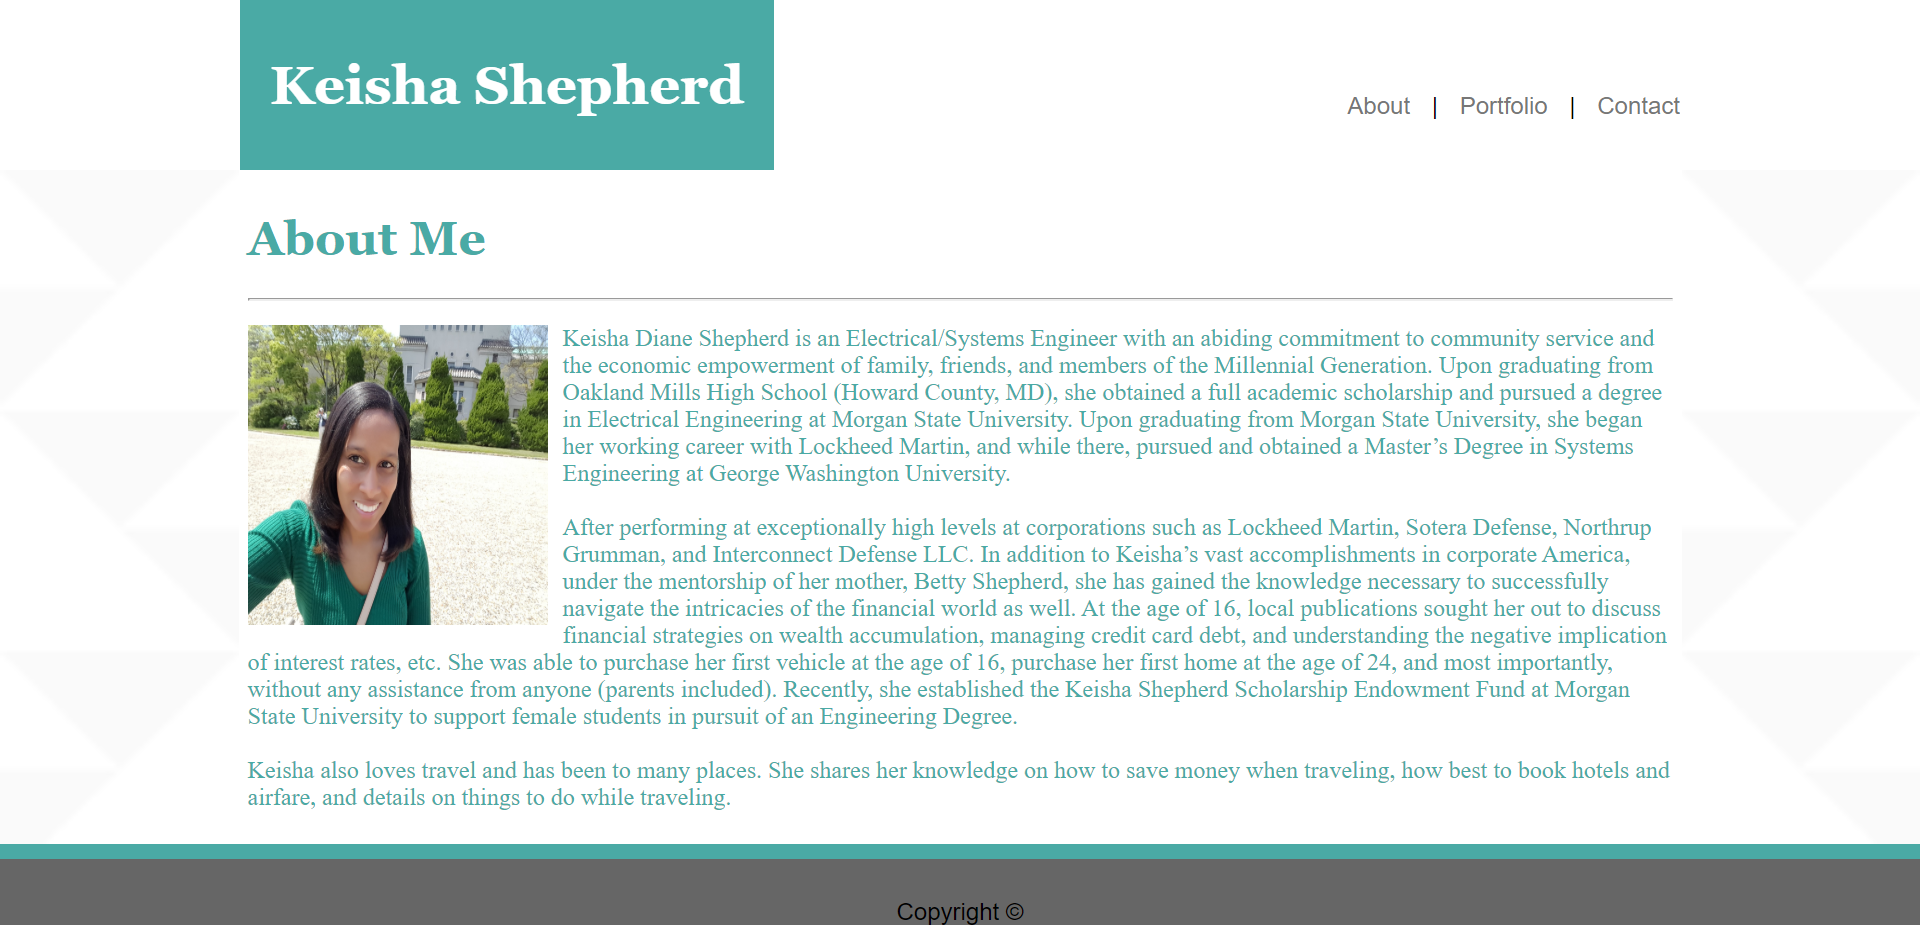 Keisha Shepherd
About | Portfolio | Contact
About Me
Keisha Diane Shepherd is an Electrical/Systems Engineer with an abiding commitment to community service and
the economic empowerment of family, friends, and members of the Millennial Generation. Upon graduating from
Oakland Mills High School (Howard County, MD), she obtained a full academic scholarship and pursued a degree
in Electrical Engineering at Morgan State University. Upon graduating from Morgan State University, she began
her working career with Lockheed Martin, and while there, pursued and obtained a Master’s Degree in Systems
Engineering at George Washington University.
After performing at exceptionally high levels at corporations such as Lockheed Martin, Sotera Defense, Northrup
Grumman, and Interconnect Defense LLC. In addition to Keisha’s vast accomplishments in corporate America,
under the mentorship of her mother, Betty Shepherd, she has gained the knowledge necessary to successfully
navigate the intricacies of the financial world as well. At the age of 16, local publications sought her out to discuss
financial strategies on wealth accumulation, managing credit card debt, and understanding the negative implication
of interest rates, etc. She was able to purchase her first vehicle at the age of 16, purchase her first home at the age of 24, and most importantly,
without any assistance from anyone (parents included). Recently, she established the Keisha Shepherd Scholarship Endowment Fund at Morgan
State University to support female students in pursuit of an Engineering Degree.
Keisha also loves travel and has been to many places. She shares her knowledge on how to save money when traveling, how best to book hotels and
airfare, and details on things to do while traveling.
Copyright ©